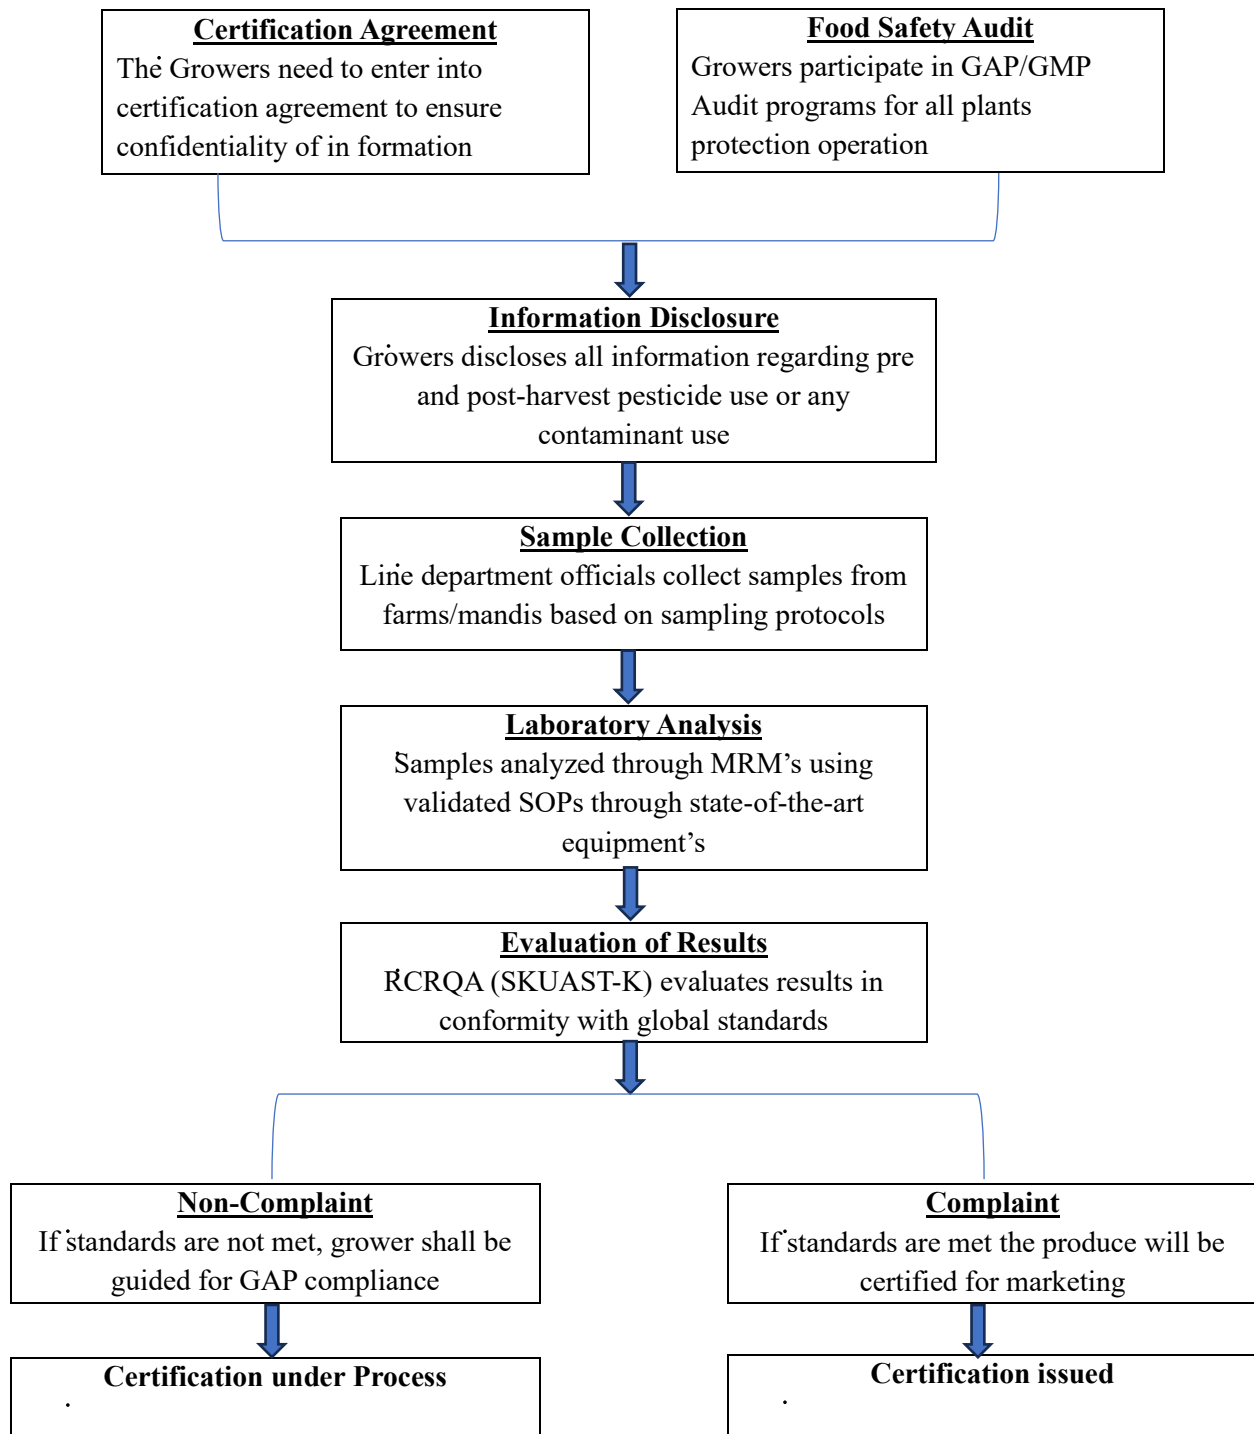 Certification Agreement
The Growers need to enter into
certification agreement to ensure
confidentiality of in formation
Food Safety Audit
Growers participate in GAP/GMP
Audit programs for all plants
protection operation
Information Disclosure
Growers discloses all information regarding pre
and post-harvest pesticide use or any
contaminant use
Sample Collection
Line department officials collect samples from
farms/mandis based on sampling protocols
Laboratory Analysis
Samples analyzed through MRM’s using
validated SOPs through state-of-the-art
equipment’s
Evaluation of Results
RCRQA (SKUAST-K) evaluates results in
conformity with global standards
Non-Complaint
If standards are not met, grower shall be
guided for GAP compliance
Complaint
If standards are met the produce will be
certified for marketing
Certification under Process
Certification issued